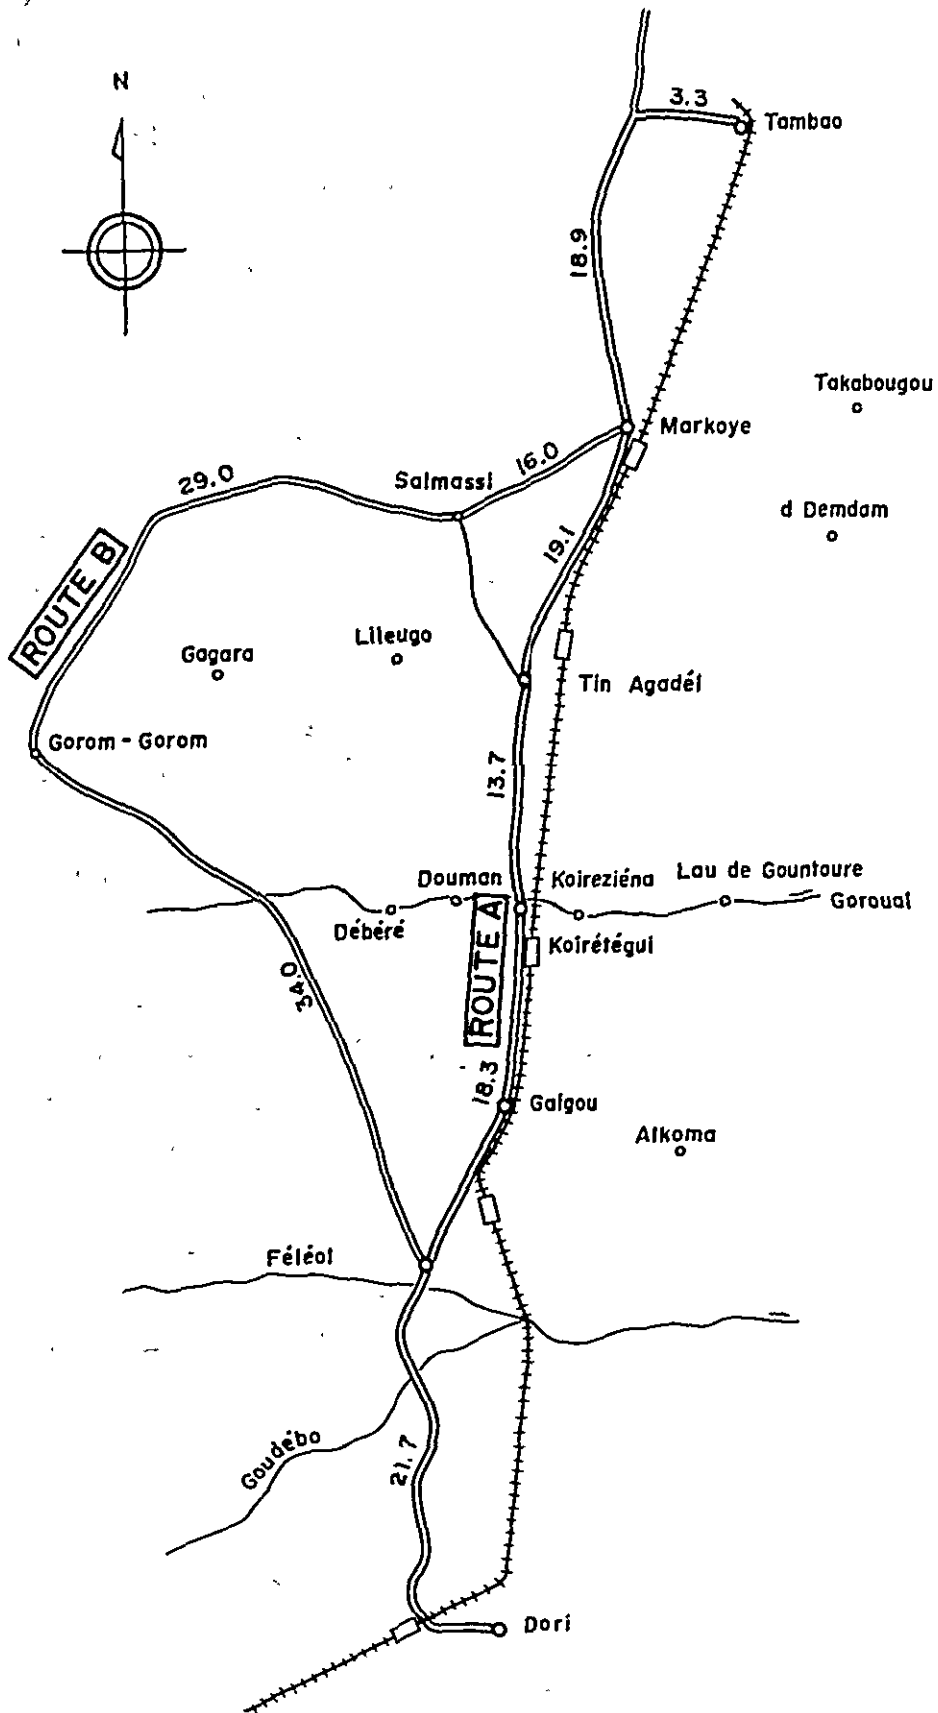 N
3.3
Tambao
18.9
Takabougou
Markoye
16.0
Salmassi
29.0
d Demdam
19.1
ROUTE B
Lileugo
Gagara
Tin Agadéi
Gorom - Gorom
13.7
Douman
Koireziéna
Lau de Gountoure
Goroual
Débéré
Koirétégui
ROUTE A
34.0
18.3
Gaigou
Alkoma
Féléol
Goudébo
21.7
Dori